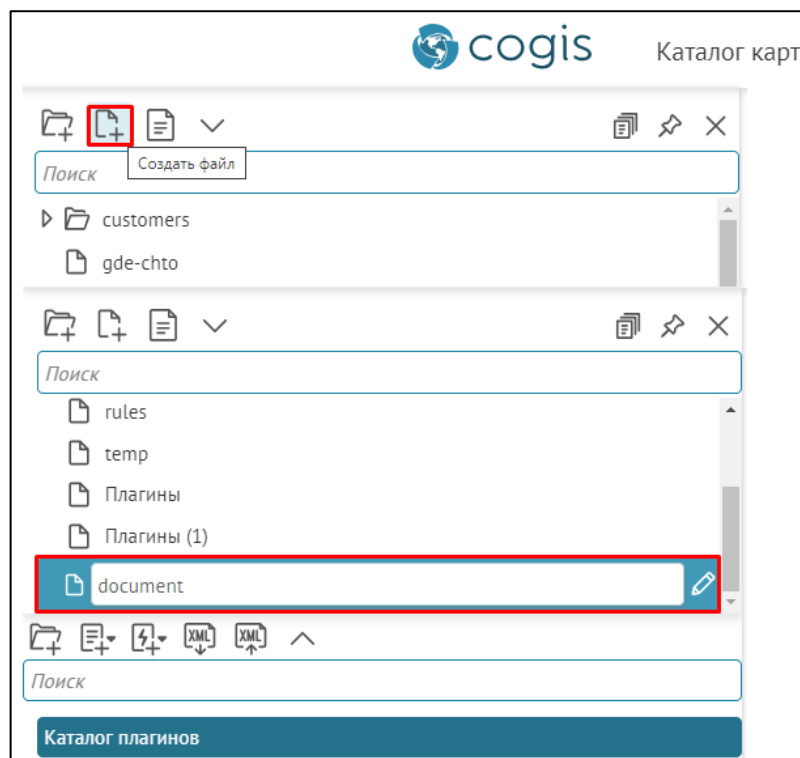 cogis Каталог карт
Создать файл
Поиск
customers
gde-chto
Поиск
rules
temp
Плагины
Плагины (1)
document
XML XML
Поиск
Каталог плагинов